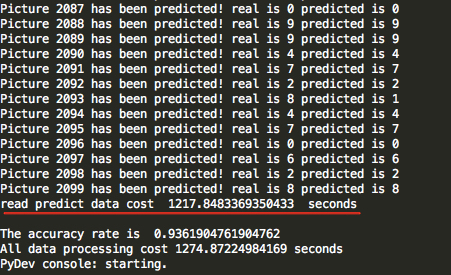 Picture 2087 has been predicted! real is 0 predicted is 0
Picture 2088 has been predicted! real is 9 predicted is 9
Picture 2089 has been predicted! real is 9 predicted is 9
Picture 2090 has been predicted! real is 4 predicted is 4
Picture 2091 has been predicted! real is 7 predicted is 7
Picture 2092 has been predicted! real is 2 predicted is 2
Picture 2093 has been predicted! real is 8 predicted is 1
Picture 2094 has been predicted! real is 4 predicted is 4
Picture 2095 has been predicted! real is 7 predicted is 7
Picture 2096 has been predicted! real is 0 predicted is 0
Picture 2097 has been predicted! real is 6 predicted is 6
Picture 2098 has been predicted! real is 2 predicted is 2
Picture 2099 has been predicted! real is 8 predicted is 8
read predict data cost  1217.8483369350433  seconds
The accuracy rate is  0.9361904761904762
All data processing cost 1274.87224984169 seconds
PyDev console: starting.